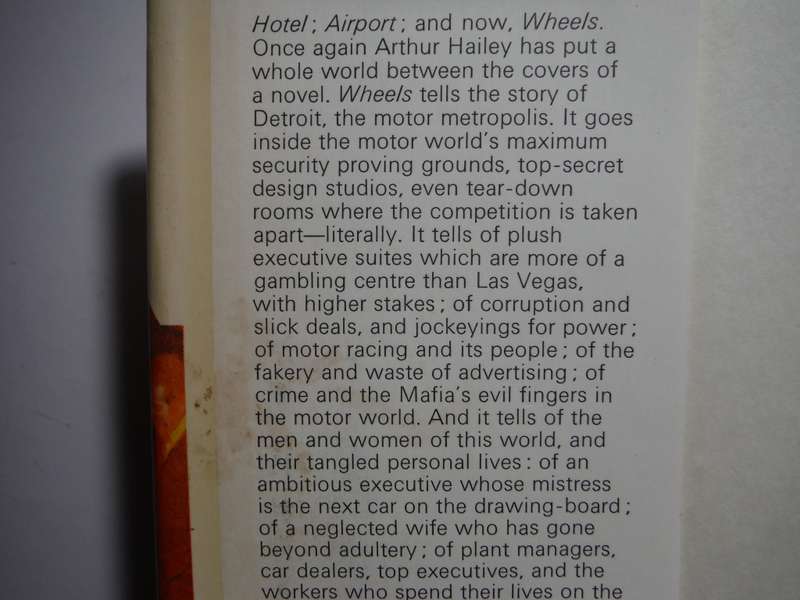 Hotel; Airport; and now, Wheels.
Once again Arthur Hailey has put a
whole world between the covers of
a novel. Wheels tells the story of
Detroit, the motor metropolis. It goes
inside the motor world's maximum
security proving grounds, top-secret
design studios, even tear-down
rooms where the competition is taken
apart—literally. It tells of plush
executive suites which are more of a
gambling centre than Las Vegas,
with higher stakes; of corruption and
slick deals, and jockeyings for power;
of motor racing and its people; of the
fakery and waste of advertising; of
crime and the Mafia's evil fingers in
the motor world. And it tells of the
men and women of this world, and
their tangled personal lives: of an
ambitious executive whose mistress
is the next car on the drawing-board;
of a neglected wife who has gone
beyond adultery; of plant managers,
car dealers, top executives, and the
workers who spend their lives on the